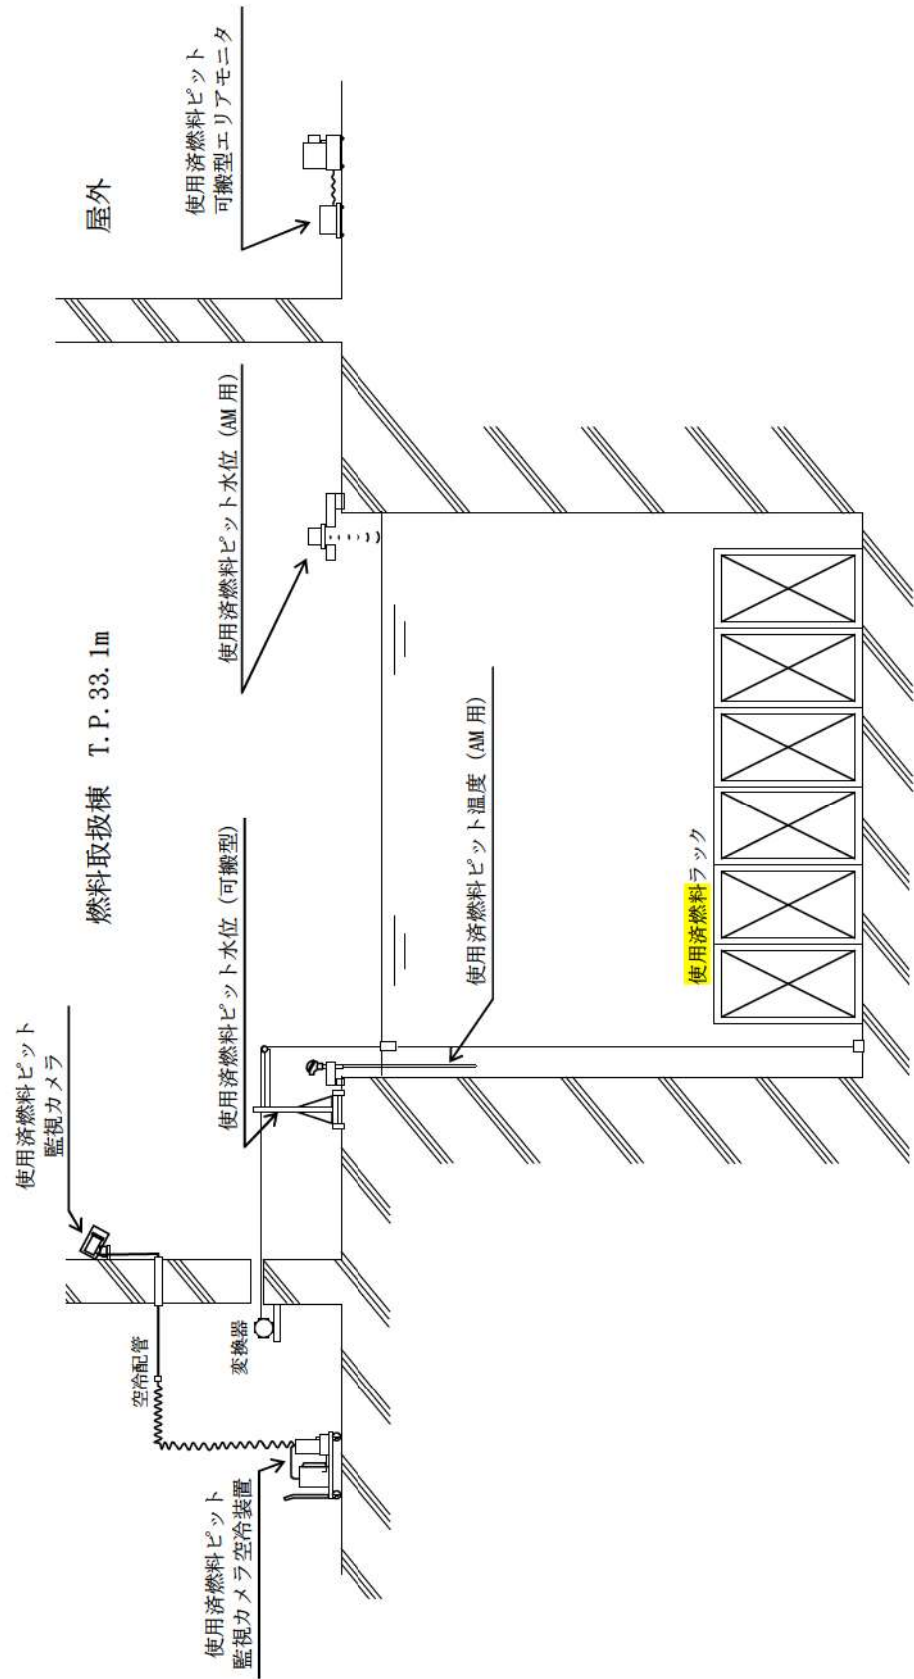 使用済燃料ピット
監視カメラ
燃料取扱棟 T.P.33.1m
屋外
空冷配管
使用済燃料ピット
可搬型エリアモニタ
変換器
使用済燃料ピット水位（可搬型）
使用済燃料ピット水位（AM用）
使用済燃料ピット
監視カメラ空冷装置
使用済燃料ピット温度（AM用）
使用済燃料ラック